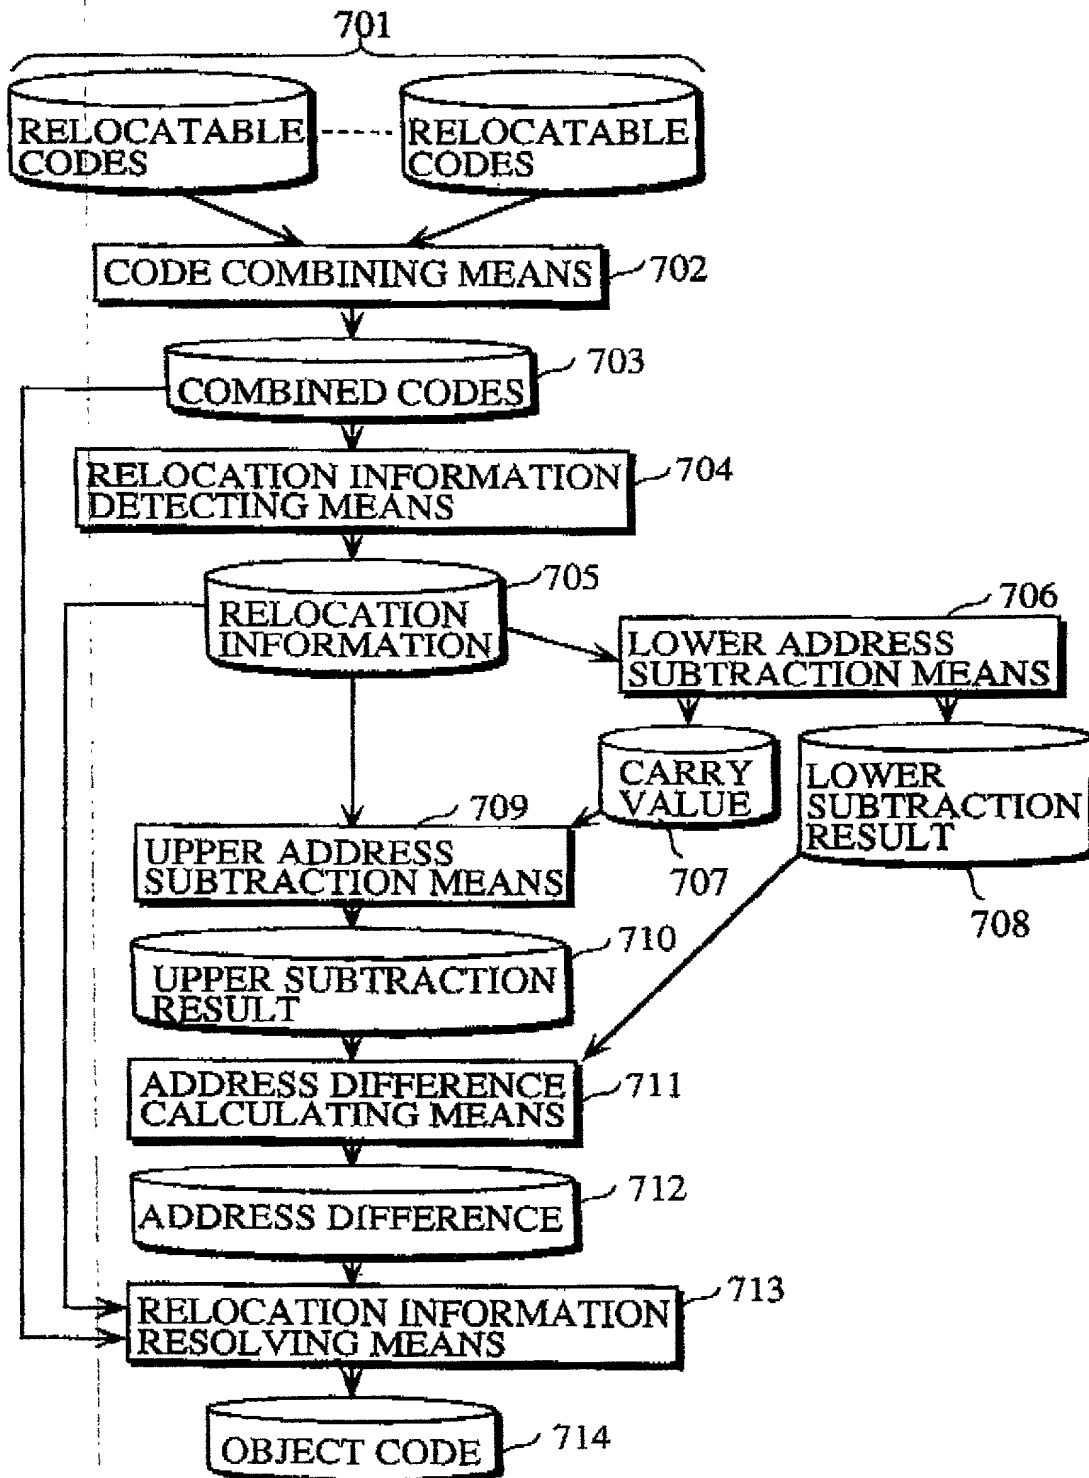 701
RELOCATABLE
CODES
RELOCATABLE
CODES
CODE COMBINING MEANS
702
COMBINED CODES
703
RELOCATION INFORMATION
DETECTING MEANS
704
RELOCATION
INFORMATION
705
706
LOWER ADDRESS
SUBTRACTION MEANS
CARRY
VALUE
707
LOWER
SUBTRACTION
RESULT
708
709
UPPER ADDRESS
SUBTRACTION MEANS
710
UPPER SUBTRACTION
RESULT
ADDRESS DIFFERENCE
CALCULATING MEANS
711
ADDRESS DIFFERENCE
712
RELOCATION INFORMATION
RESOLVING MEANS
713
OBJECT CODE
714